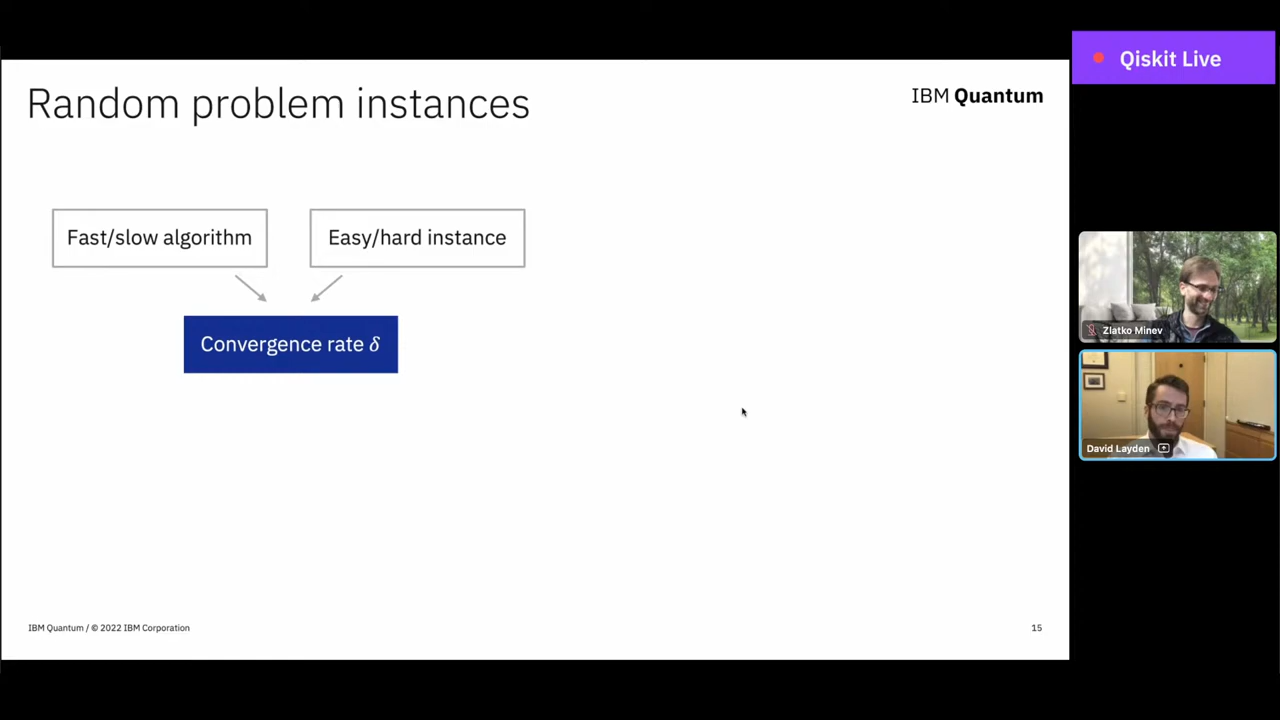 Qiskit Live
Random problem instances
IBM Quantum
Fast/slow algorithm
Easy/hard instance
Convergence rate δ
Zlatko Minev
David Layden
IBM Quantum / © 2022 IBM Corporation
15